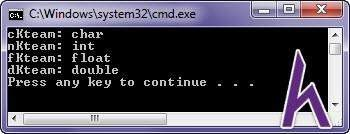 C:\Windows\system32\cmd.exe
cKteam: char
nKteam: int
fKteam: float
dKteam: double
Press any key to continue . . .